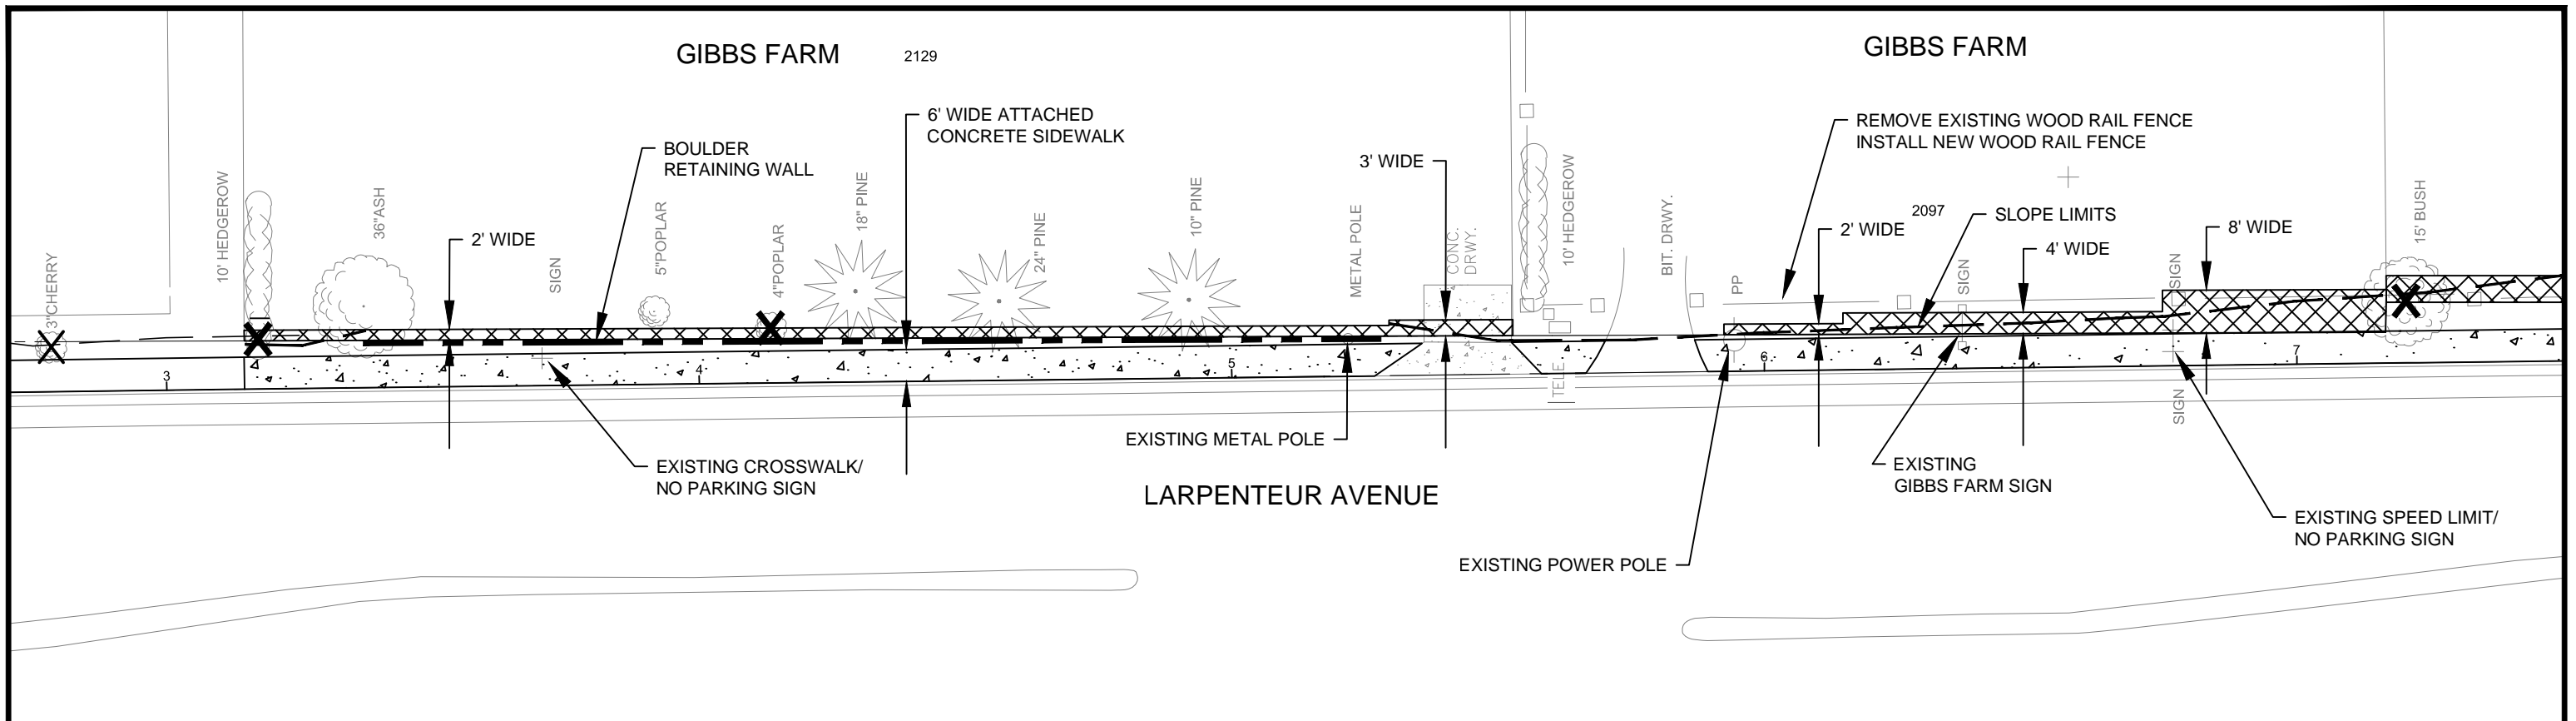 GIBBS FARM
2129
GIBBS FARM
6' WIDE ATTACHED
CONCRETE SIDEWALK
REMOVE EXISTING WOOD RAIL FENCE
INSTALL NEW WOOD RAIL FENCE
BOULDER
RETAINING WALL
3' WIDE
10' HEDGEROW
36"ASH
2' WIDE
SIGN
5"POPLAR
4"POPLAR
18" PINE
24" PINE
10" PINE
METAL POLE
CONC.
DRWY.
10' HEDGEROW
BIT. DRWY.
PP
2' WIDE
2097
SLOPE LIMITS
4' WIDE
SIGN
SIGN
8' WIDE
15' BUSH
3"CHERRY
3
4
5
6
7
TELE.
SIGN
EXISTING METAL POLE
EXISTING CROSSWALK/
NO PARKING SIGN
LARPENTEUR AVENUE
EXISTING
GIBBS FARM SIGN
EXISTING SPEED LIMIT/
NO PARKING SIGN
EXISTING POWER POLE